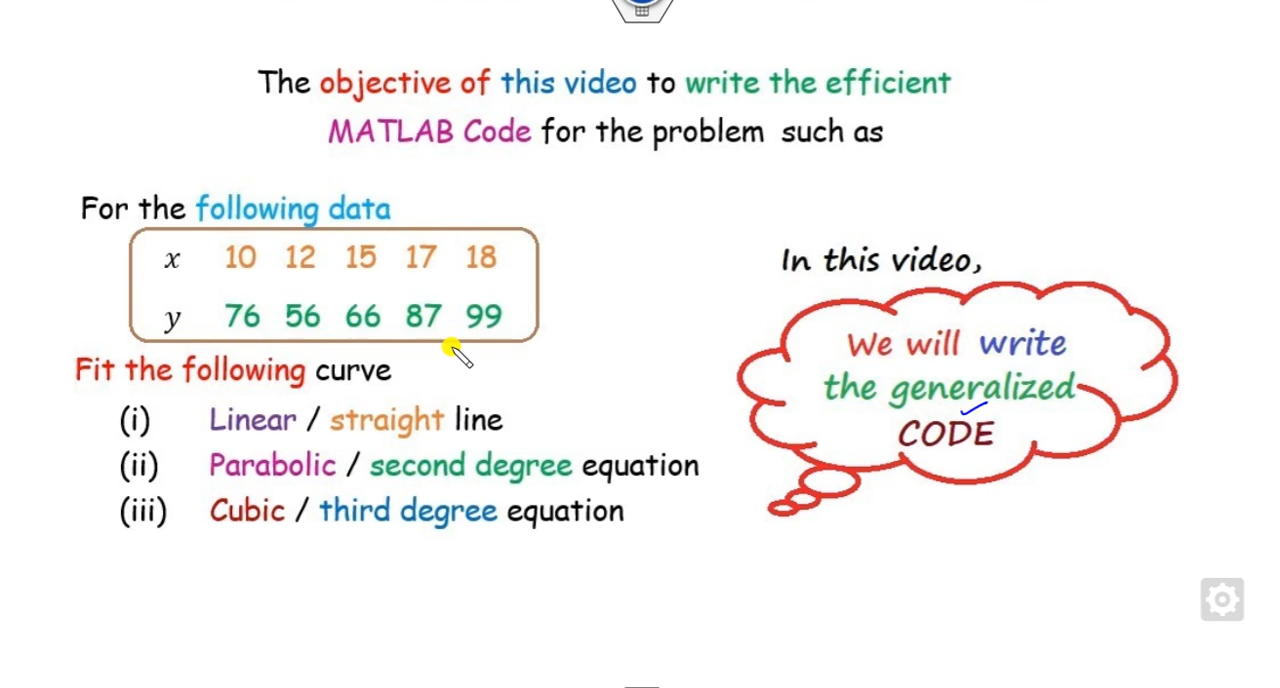 The objective of this video to write the efficient
MATLAB Code for the problem such as
For the following data
x 10 12 15 17 18
y 76 56 66 87 99
Fit the following curve
(i) Linear / straight line
(ii) Parabolic / second degree equation
(iii) Cubic / third degree equation
In this video,
We will write
the generalized
CODE